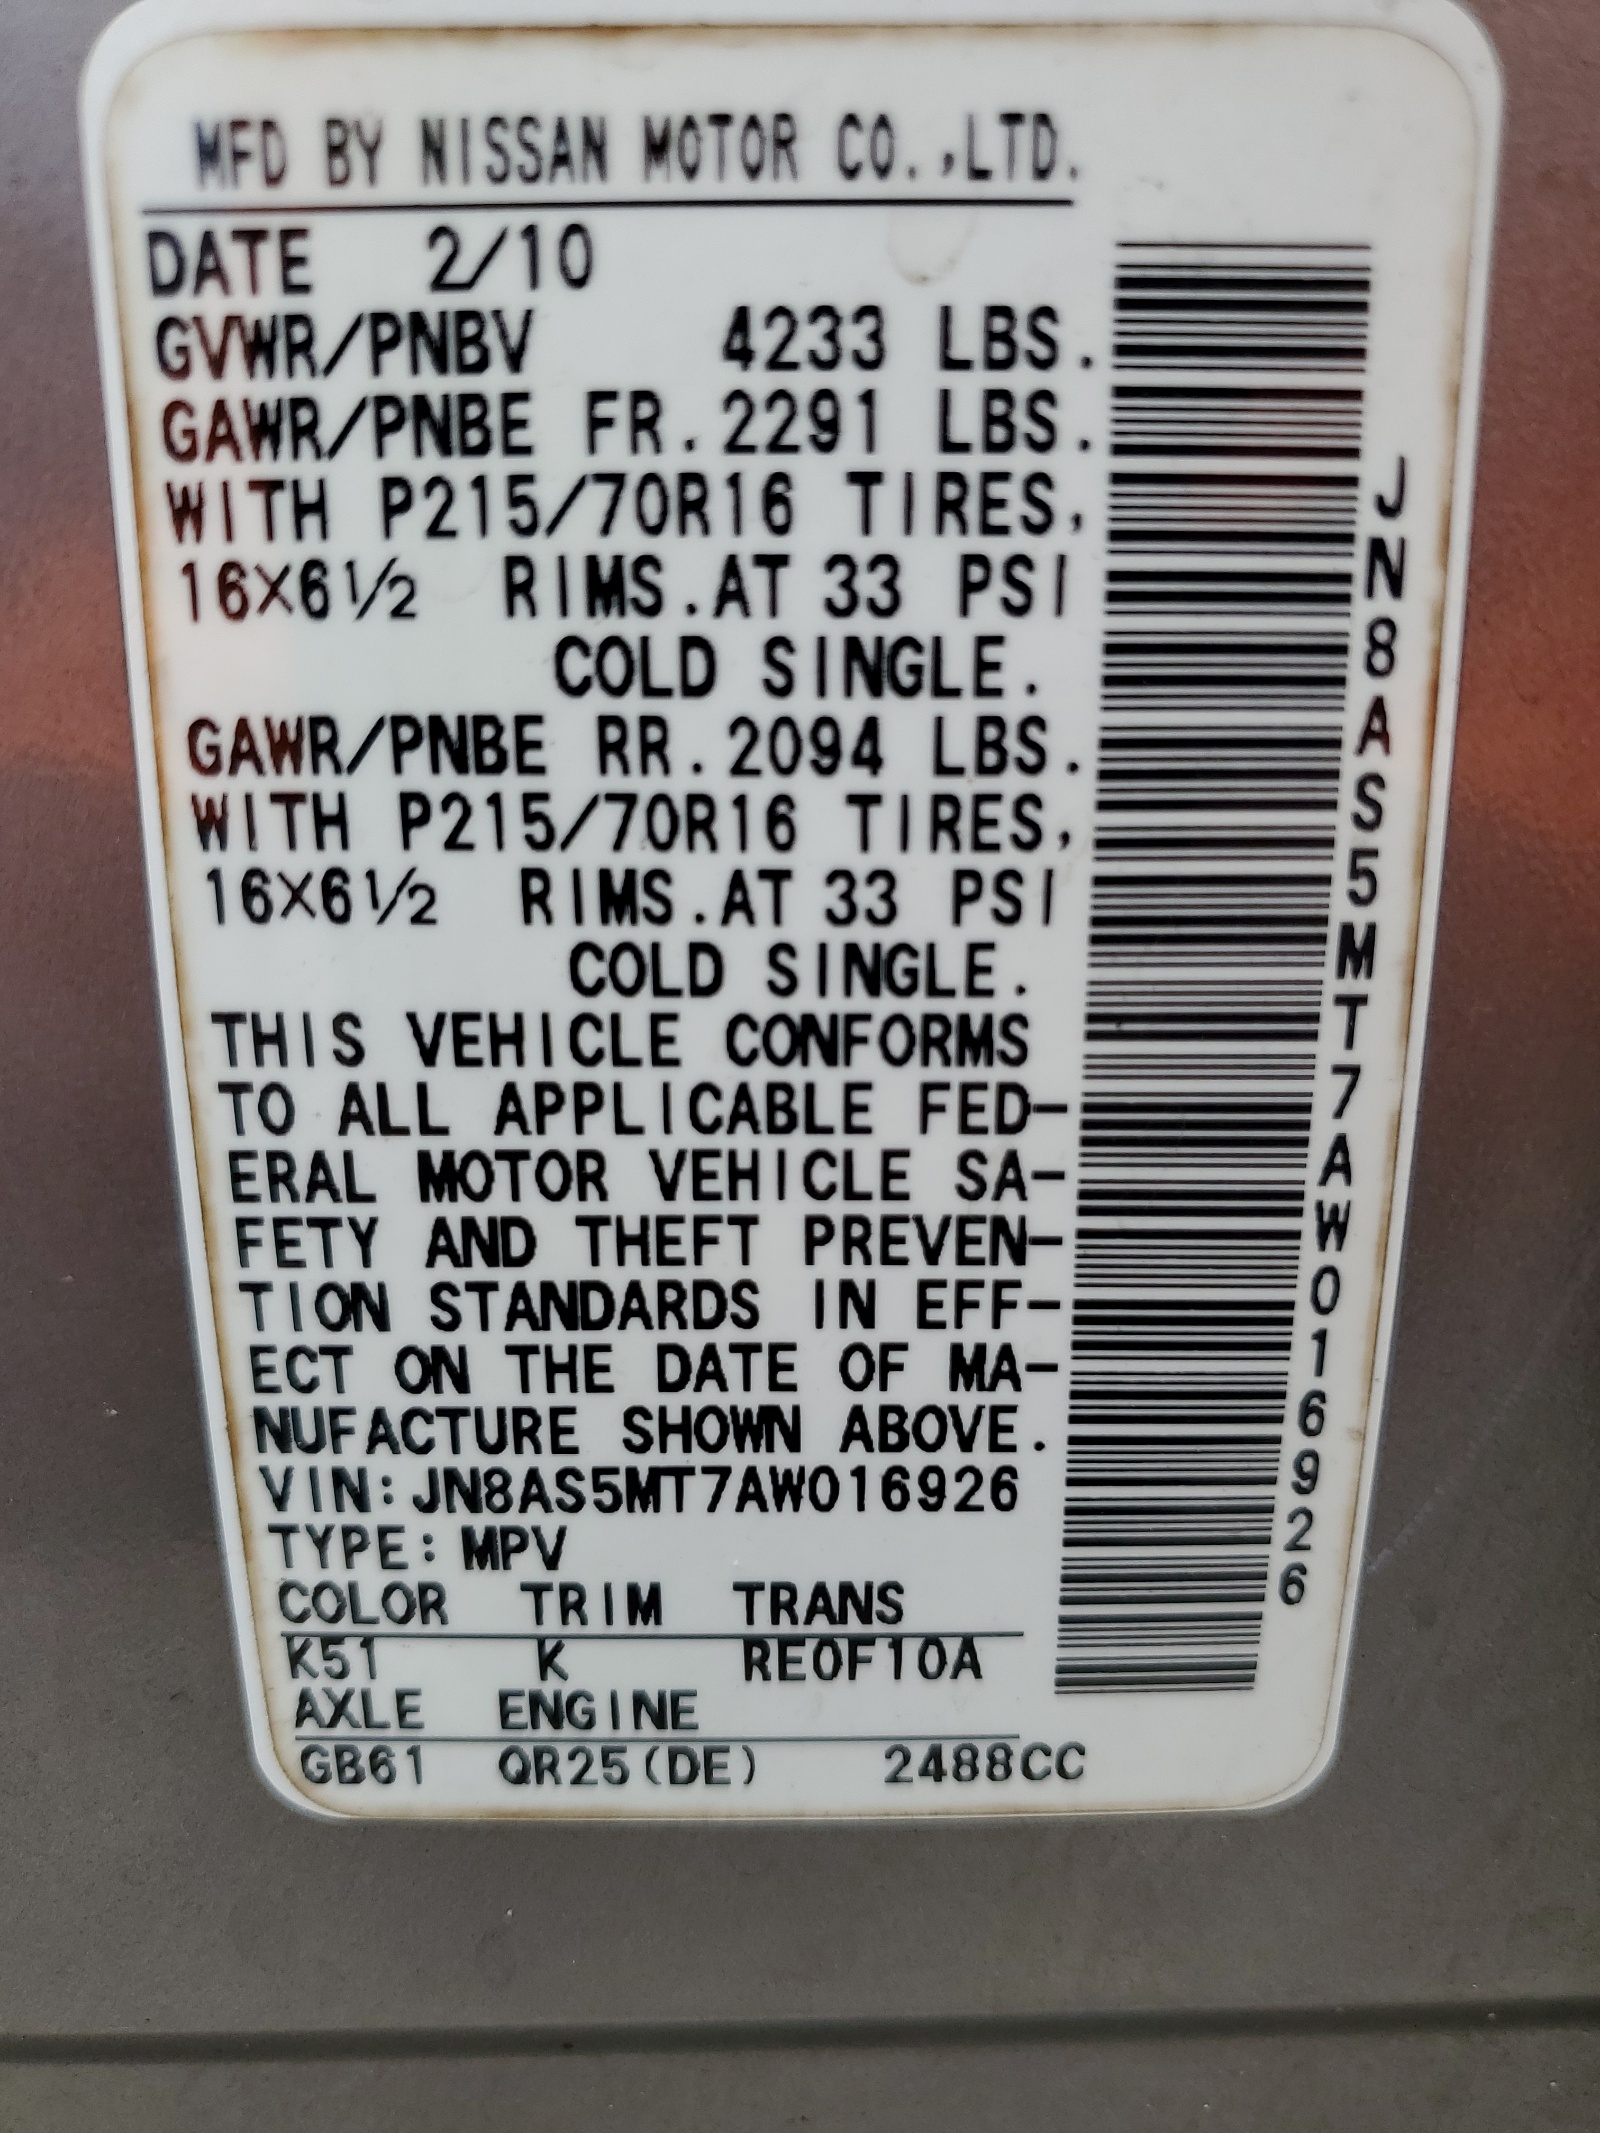 MFD BY NISSAN MOTOR CO.,LTD.
DATE 2/10
GVWR/PNBV 4233 LBS.
GAWR/PNBE FR.2291 LBS.
WITH P215/70R16 TIRES,
16×6½ RIMS.AT 33 PSI
COLD SINGLE.
GAWR/PNBE RR.2094 LBS.
WITH P215/70R16 TIRES,
16×6½ RIMS.AT 33 PSI
COLD SINGLE.
THIS VEHICLE CONFORMS
TO ALL APPLICABLE FED-
ERAL MOTOR VEHICLE SA-
FETY AND THEFT PREVEN-
TION STANDARDS IN EFF-
ECT ON THE DATE OF MA-
NUFACTURE SHOWN ABOVE.
VIN:JN8AS5MT7AW016926
TYPE:MPV
COLOR TRIM TRANS
K51 K RE0F10A
AXLE ENGINE
GB61 QR25(DE) 2488CC
JN8AS5MT7AW016926